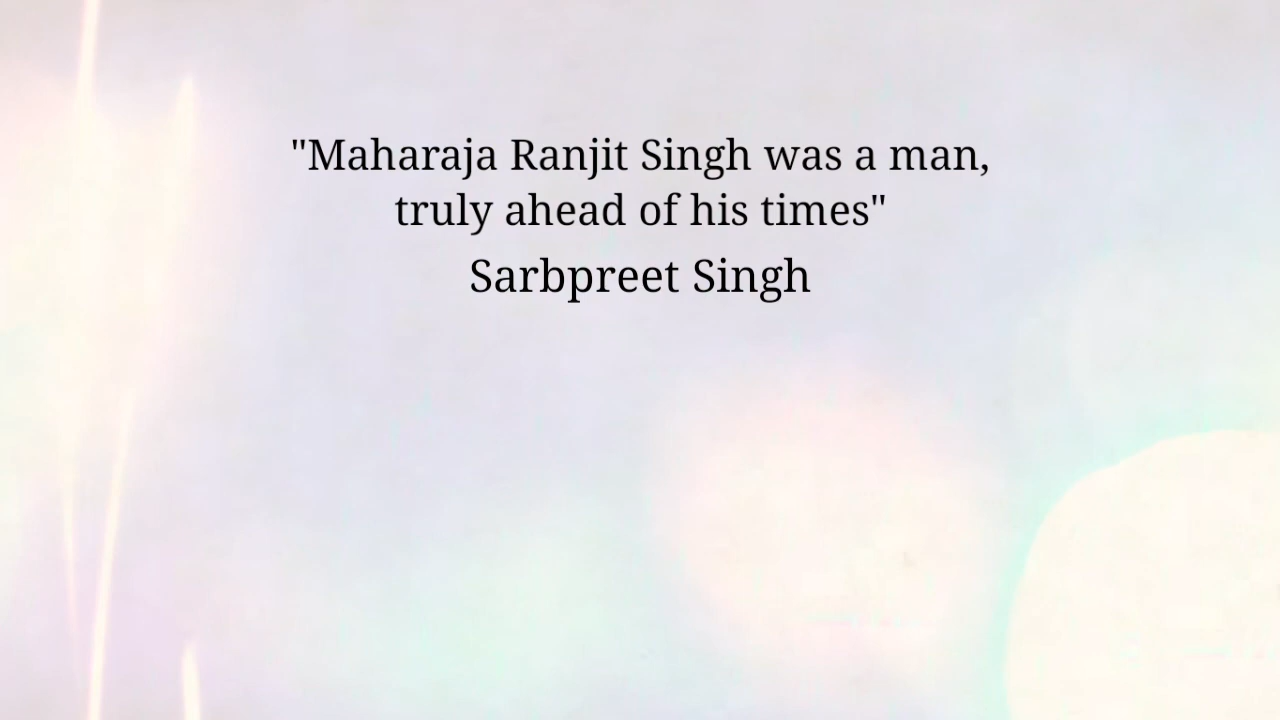 "Maharaja Ranjit Singh was a man,
truly ahead of his times"
Sarbpreet Singh